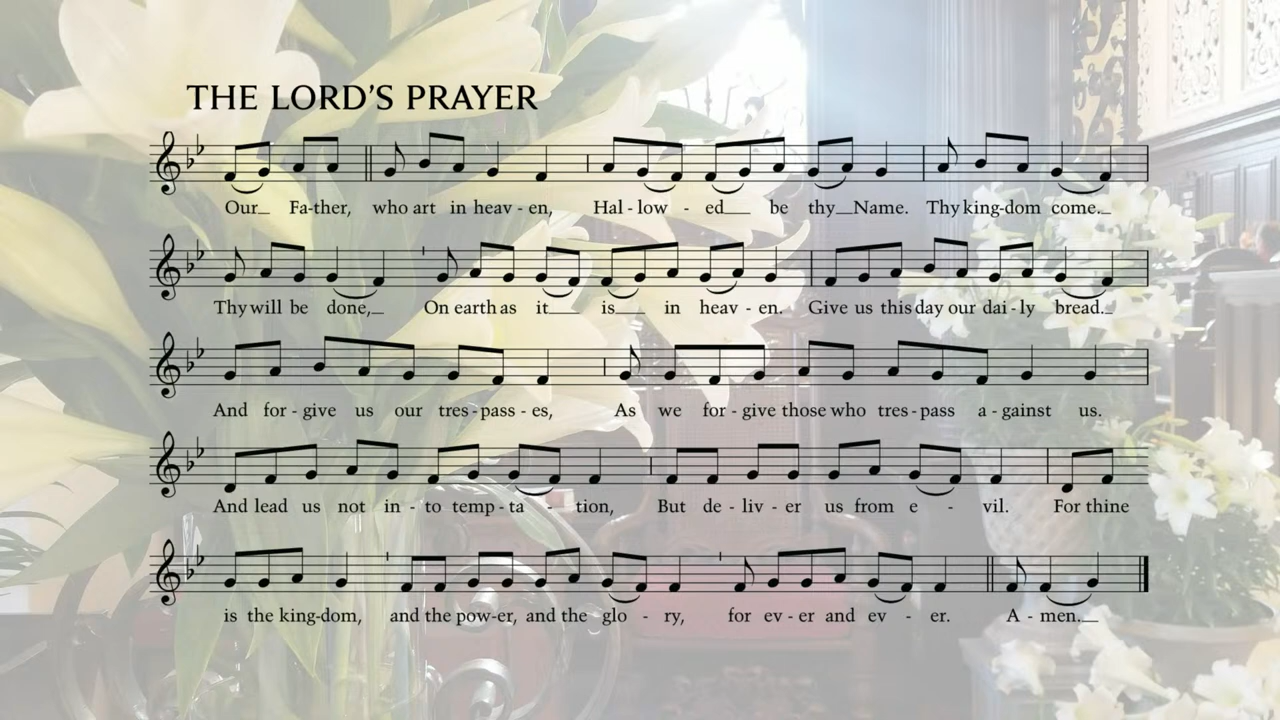 THE LORD'S PRAYER
Our_ Fa-ther, who art in heav - en, Hal - low - ed__ be thy_Name. Thy king-dom come._
Thy will be done,_ On earth as it__ is__ in heav - en. Give us this day our dai - ly bread._
And for - give us our tres - pass - es, As we for - give those who tres - pass a - gainst us.
And lead us not in - to temp - ta - tion, But de - liv - er us from e - vil. For thine
is the king-dom, and the pow-er, and the glo - ry, for ev - er and ev - er. A - men._